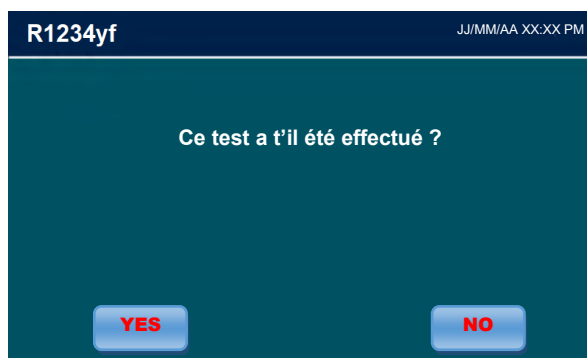 R1234yf
JJ/MM/AA XX:XX PM
Ce test a t'il été effectué ?
YES
NO